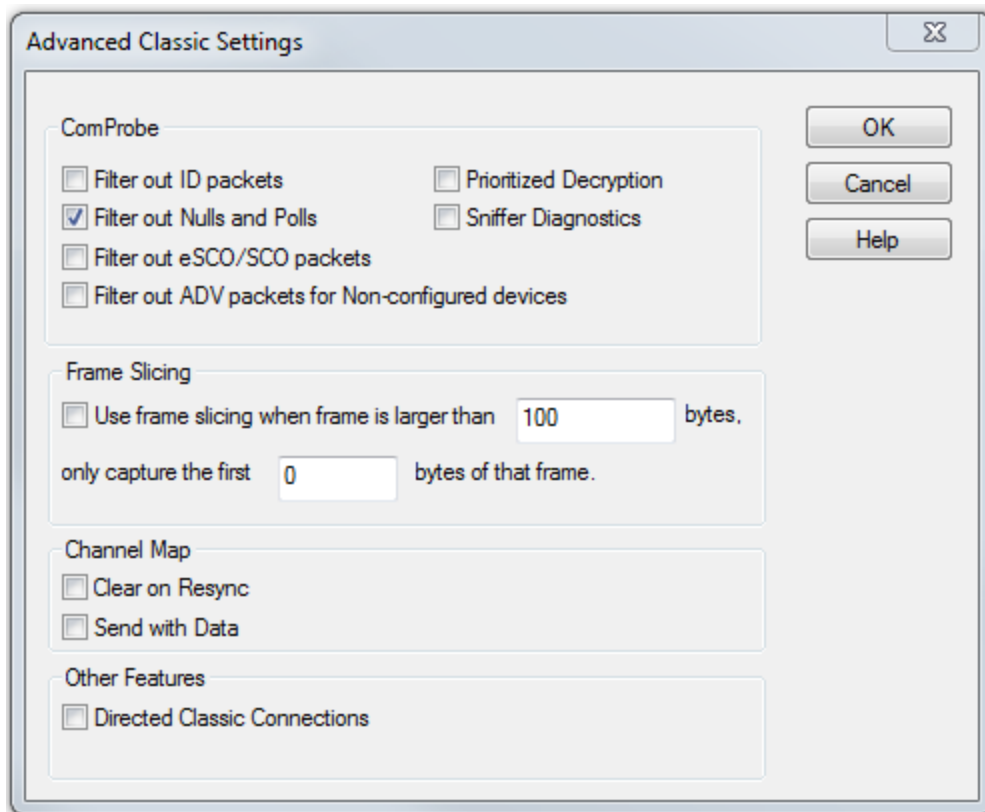 Advanced Classic Settings
ComProbe
Filter out ID packets
Prioritized Decryption
Filter out Nulls and Polls
Sniffer Diagnostics
Filter out eSCO/SCO packets
Filter out ADV packets for Non-configured devices
OK
Cancel
Help
Frame Slicing
Use frame slicing when frame is larger than 100 bytes,
only capture the first 0 bytes of that frame.
Channel Map
Clear on Resync
Send with Data
Other Features
Directed Classic Connections